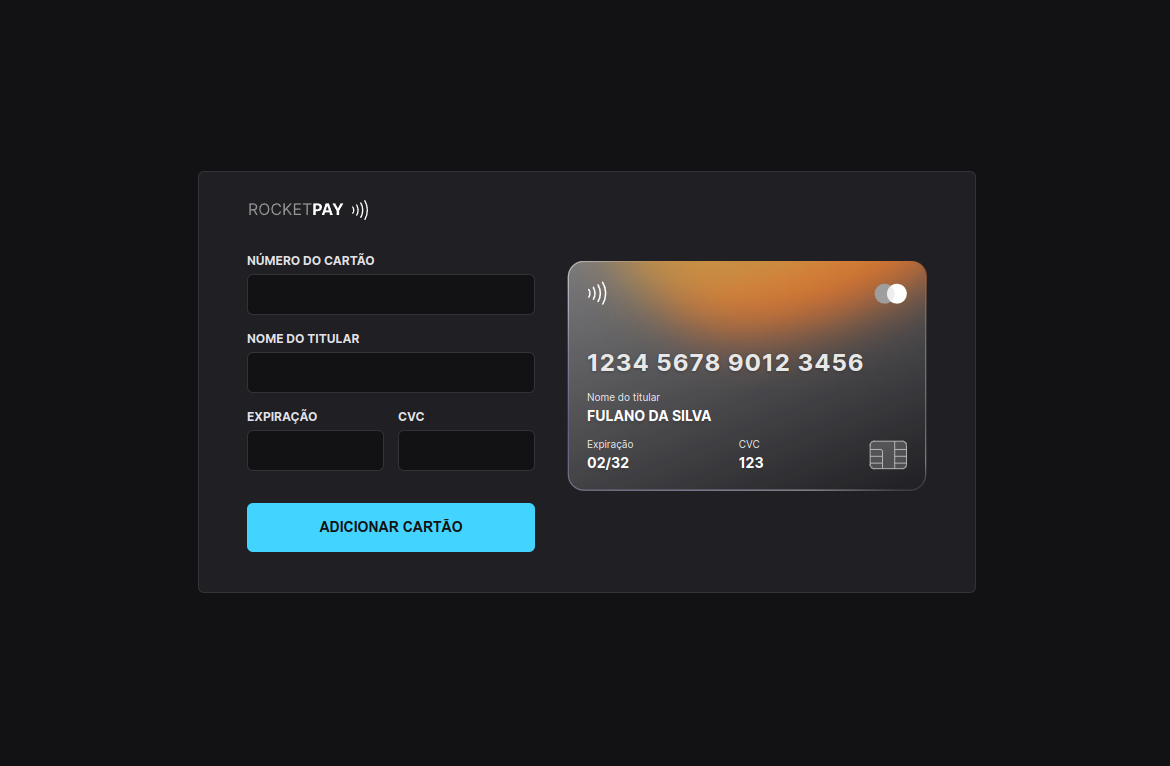 ROCKETPAY
NÚMERO DO CARTÃO
NOME DO TITULAR
EXPIRAÇÃO CVC
ADICIONAR CARTÃO
1234 5678 9012 3456
Nome do titular
FULANO DA SILVA
Expiração CVC
02/32 123